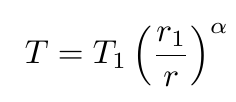 T = T_1 \left( \frac{r_1}{r} \right)^{\alpha}